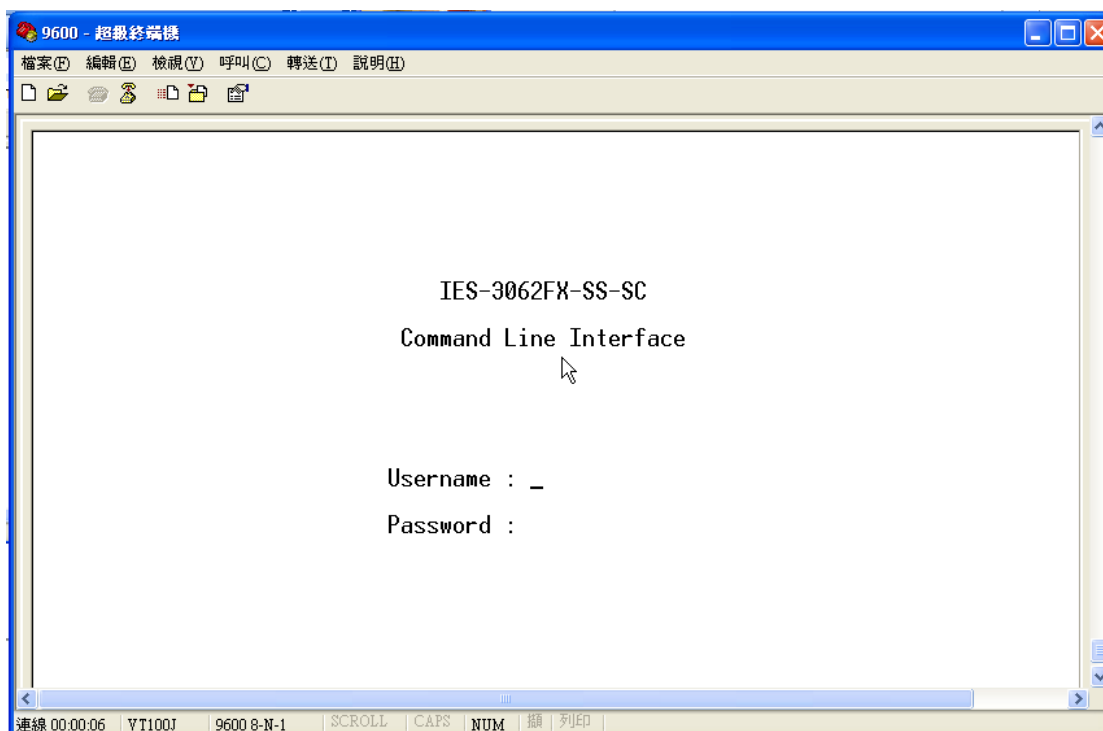 9600 - 超級終端機
檔案(F) 編輯(E) 檢視(V) 呼叫(C) 轉送(T) 說明(H)
IES-3062FX-SS-SC
Command Line Interface
Username : _
Password :
連線 00:00:06 VT100J 9600 8-N-1 SCROLL CAPS NUM 擷 列印